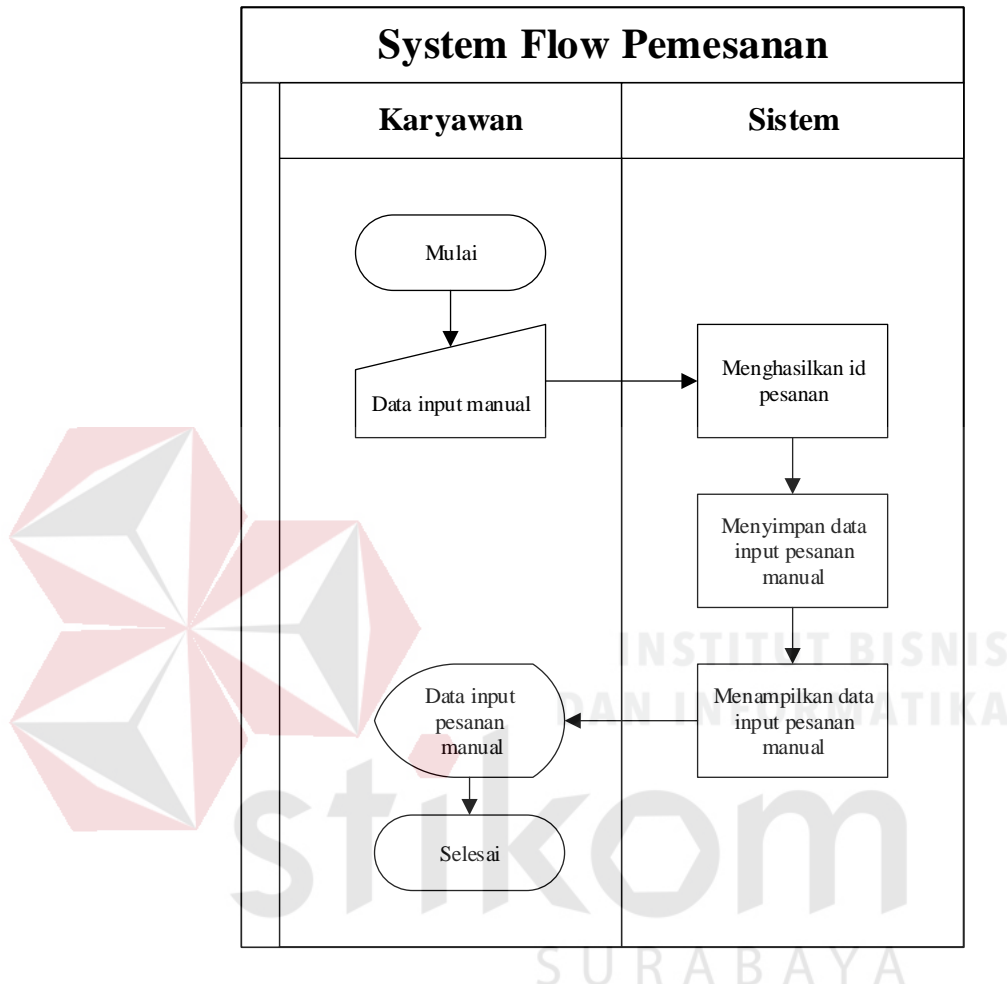 System Flow Pemesanan
Karyawan
Sistem
Mulai
Data input manual
Menghasilkan id
pesanan
Menyimpan data
input pesanan
manual
INSTITUT BISNIS
DAN INFORMATIKA
Menampilkan data
input pesanan
manual
Data input
pesanan
manual
stikom
Selesai
SURABAYA